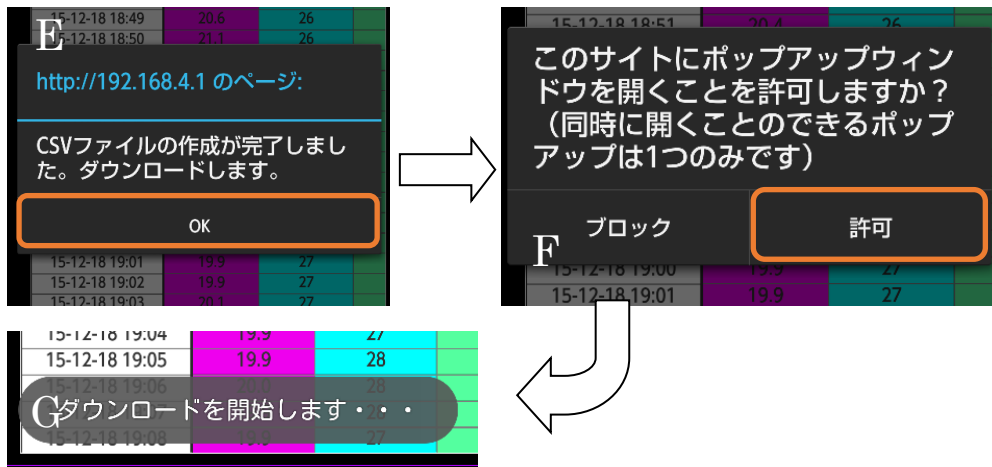 15-12-18 18:49 20.6 26
15-12-18 18:50 21.1 26
E
http://192.168.4.1 のページ:
CSVファイルの作成が完了しまし
た。ダウンロードします。
OK
15-12-18 19:01 19.9 27
15-12-18 19:02 19.9 27
15-12-18 19:03 20.1 27
15-12-18 18:51 20.4 26
このサイトにポップアップウィン
ドウを開くことを許可しますか？
（同時に開くことのできるポップ
アップは1つのみです）
ブロック 許可
F
15-12-18 19:00 19.9 27
15-12-18 19:01 19.9 27
15-12-18 19:04 19.9 27
15-12-18 19:05 19.9 28
15-12-18 19:06 20.0 28
G ダウンロードを開始します・・・
15-12-18 19:08 19.9 27